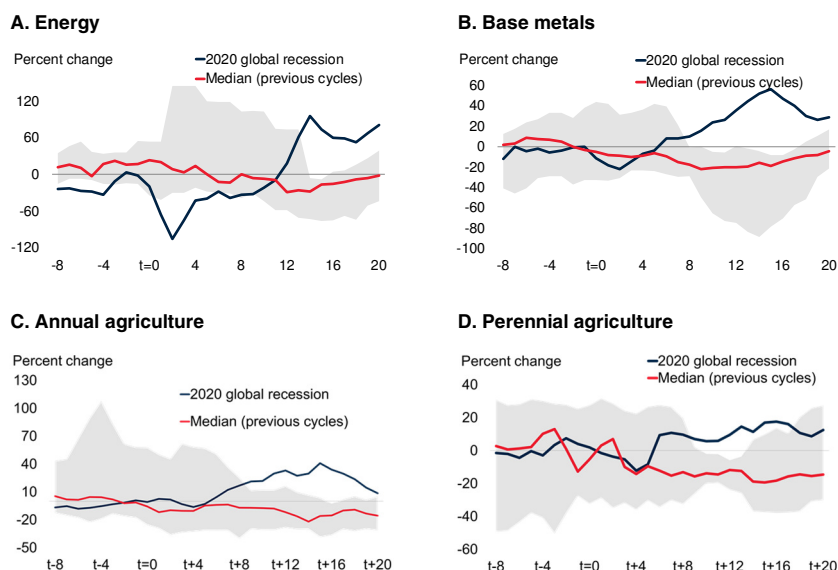 A. Energy
Percent change
2020 global recession
Median (previous cycles)
120
60
0
-60
-120
-8 -4 t=0 4 8 12 16 20
B. Base metals
Percent change
2020 global recession
Median (previous cycles)
60
40
20
0
-20
-40
-60
-80
-100
-8 -4 t=0 4 8 12 16 20
C. Annual agriculture
Percent change
2020 global recession
Median (previous cycles)
130
100
70
40
10
-20
-50
t-8 t-4 t=0 t+4 t+8 t+12 t+16 t+20
D. Perennial agriculture
Percent change
2020 global recession
Median (previous cycles)
40
20
0
-20
-40
-60
t-8 t-4 t=0 t+4 t+8 t+12 t+16 t+20